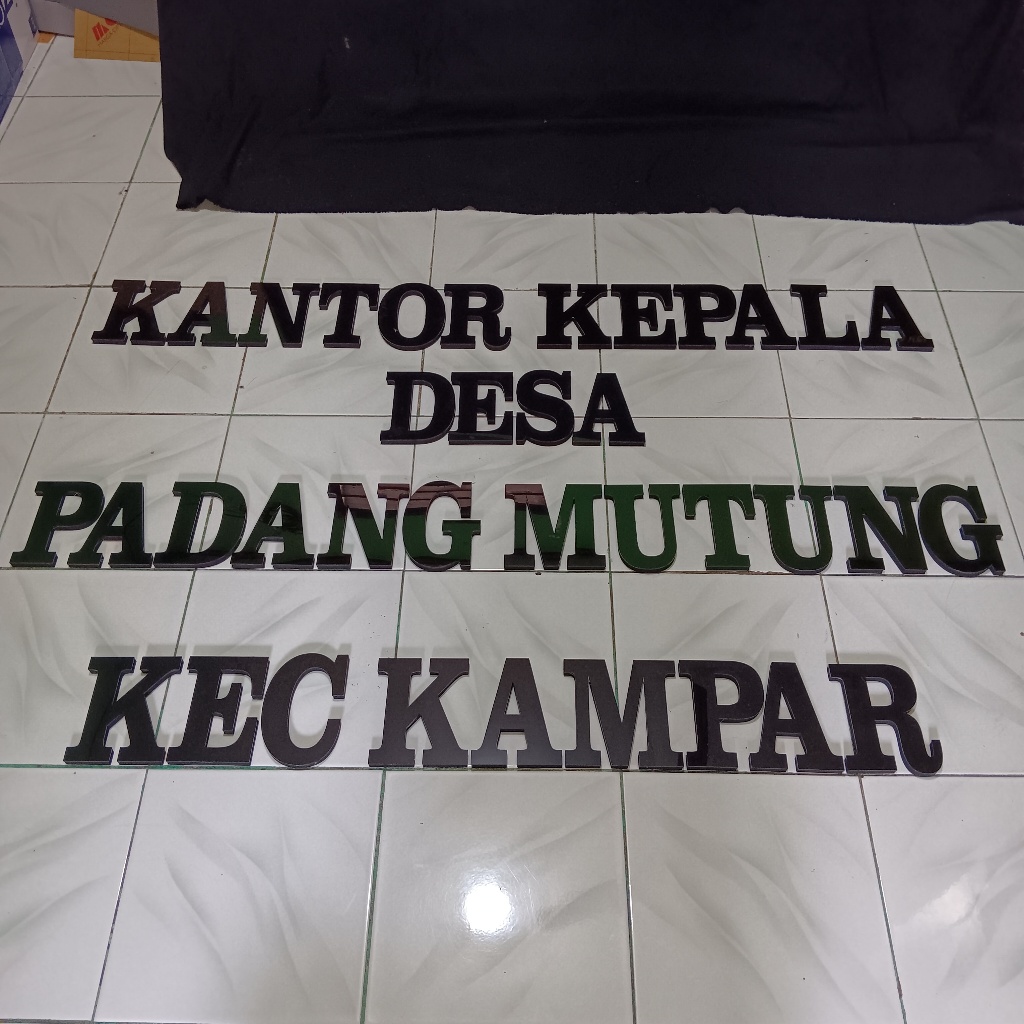 KANTOR KEPALA
DESA
PADANG MUTUNG
KEC KAMPAR